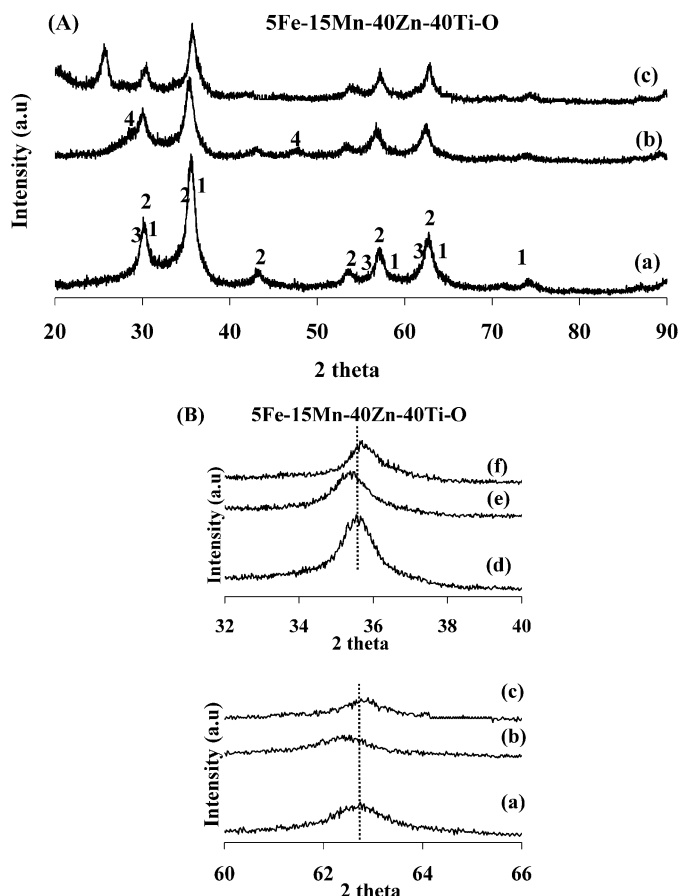 (A) 5Fe-15Mn-40Zn-40Ti-O
(c)
4 4 (b)
2 1
2
3 1 2 2 2 2
3 1 3 1 1 (a)
Intensity (a.u)
20 30 40 50 60 70 80 90
2 theta
(B) 5Fe-15Mn-40Zn-40Ti-O
(f)
(e)
(d)
Intensity (a.u)
32 34 36 38 40
2 theta
(c)
(b)
(a)
Intensity (a.u)
60 62 64 66
2 theta